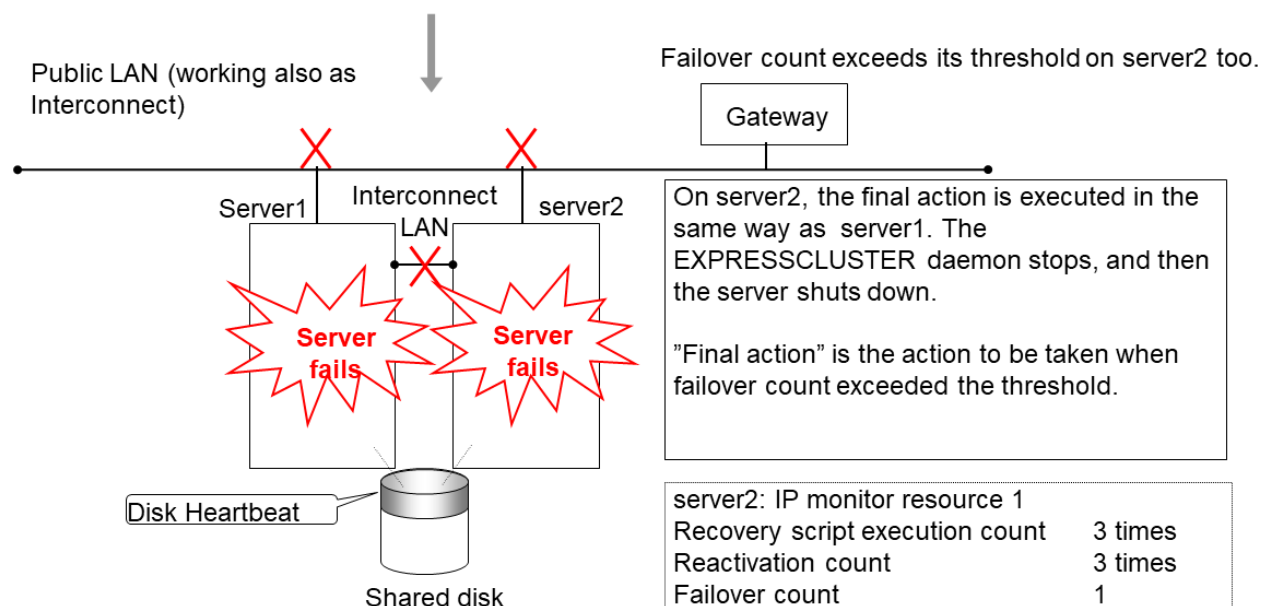 Failover count exceeds its threshold on server2 too.
Public LAN (working also as
Interconnect)
Gateway
Server1
Interconnect
LAN
server2
Server
fails
Server
fails
On server2, the final action is executed in the
same way as server1. The
EXPRESSCLUSTER daemon stops, and then
the server shuts down.
”Final action” is the action to be taken when
failover count exceeded the threshold.
Disk Heartbeat
Shared disk
server2: IP monitor resource 1
Recovery script execution count 3 times
Reactivation count 3 times
Failover count 1